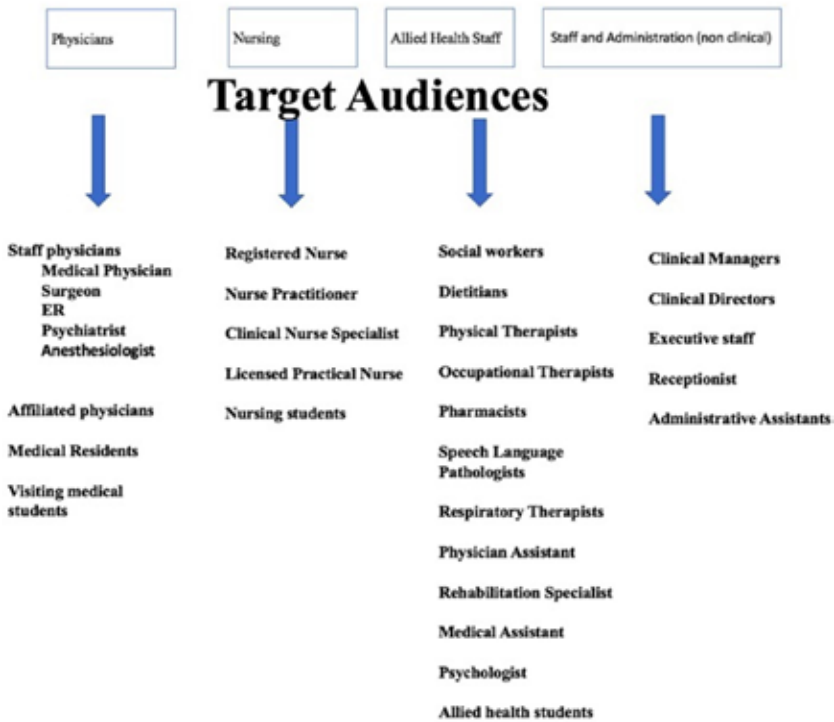 Physicians
Nursing
Allied Health Staff
Staff and Administration (non clinical)
Target Audiences
Staff physicians
Medical Physician
Surgeon
ER
Psychiatrist
Anesthesiologist
Affiliated physicians
Medical Residents
Visiting medical
students
Registered Nurse
Nurse Practitioner
Clinical Nurse Specialist
Licensed Practical Nurse
Nursing students
Social workers
Dietitians
Physical Therapists
Occupational Therapists
Pharmacists
Speech Language
Pathologists
Respiratory Therapists
Physician Assistant
Rehabilitation Specialist
Medical Assistant
Psychologist
Allied health students
Clinical Managers
Clinical Directors
Executive staff
Receptionist
Administrative Assistants